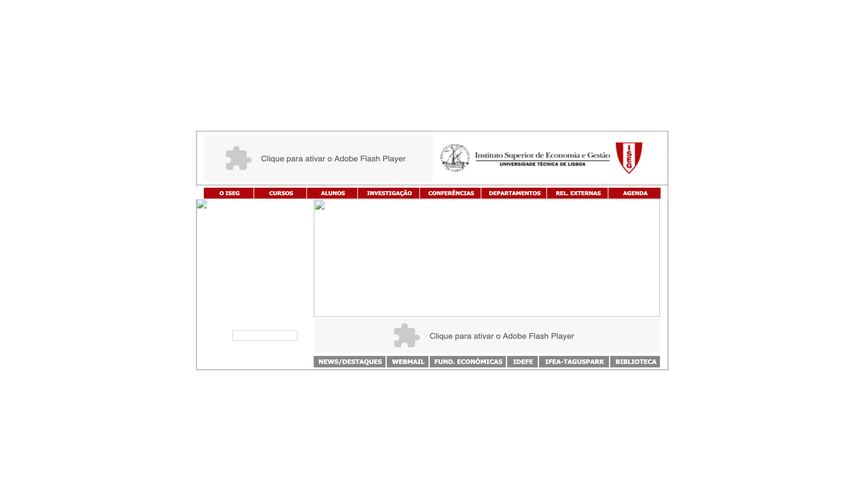 Clique para ativar o Adobe Flash Player
Instituto Superior de Economia e Gestão
UNIVERSIDADE TÉCNICA DE LISBOA
ISEG
O ISEG CURSOS ALUNOS INVESTIGAÇÃO CONFERÊNCIAS DEPARTAMENTOS REL. EXTERNAS AGENDA
Clique para ativar o Adobe Flash Player
NEWS/DESTAQUES WEBMAIL FUND. ECONÓMICAS IDEFE IFEA-TAGUSPARK BIBLIOTECA